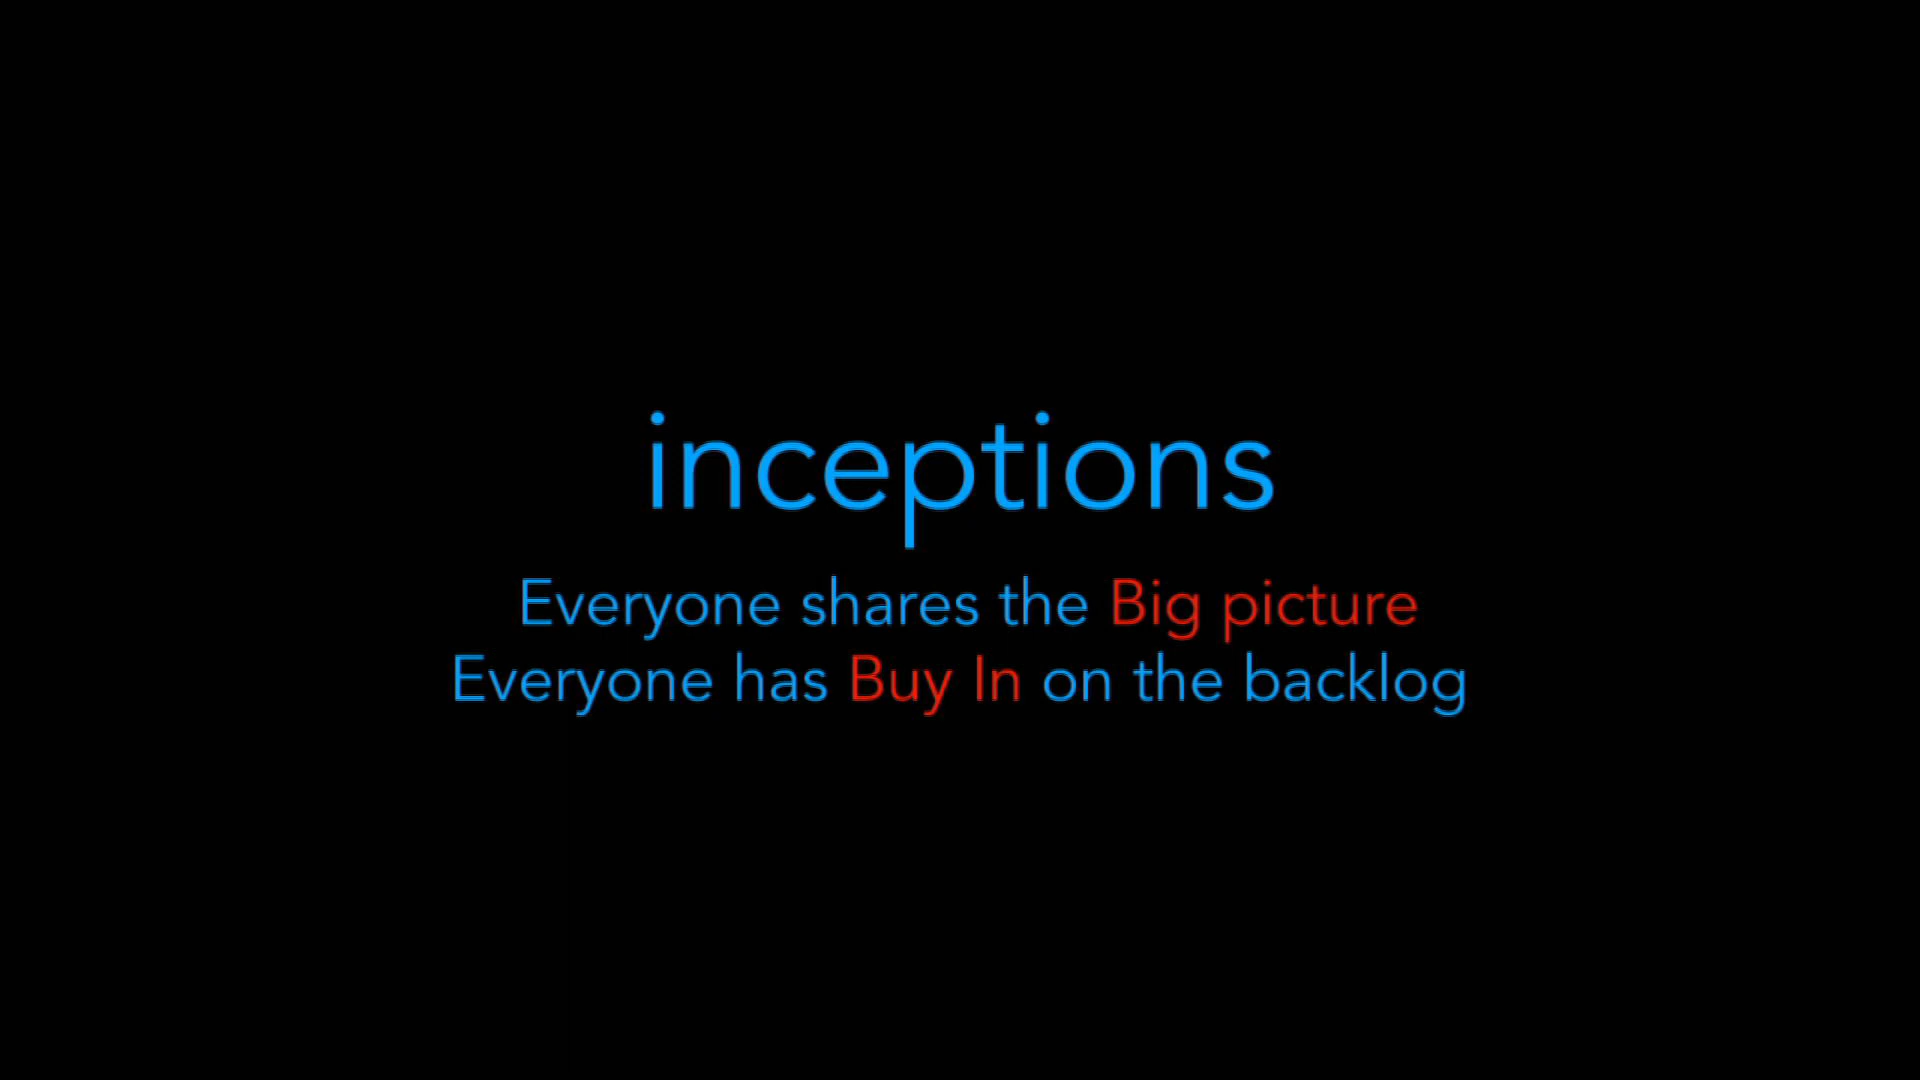 inceptions
Everyone shares the Big picture
Everyone has Buy In on the backlog